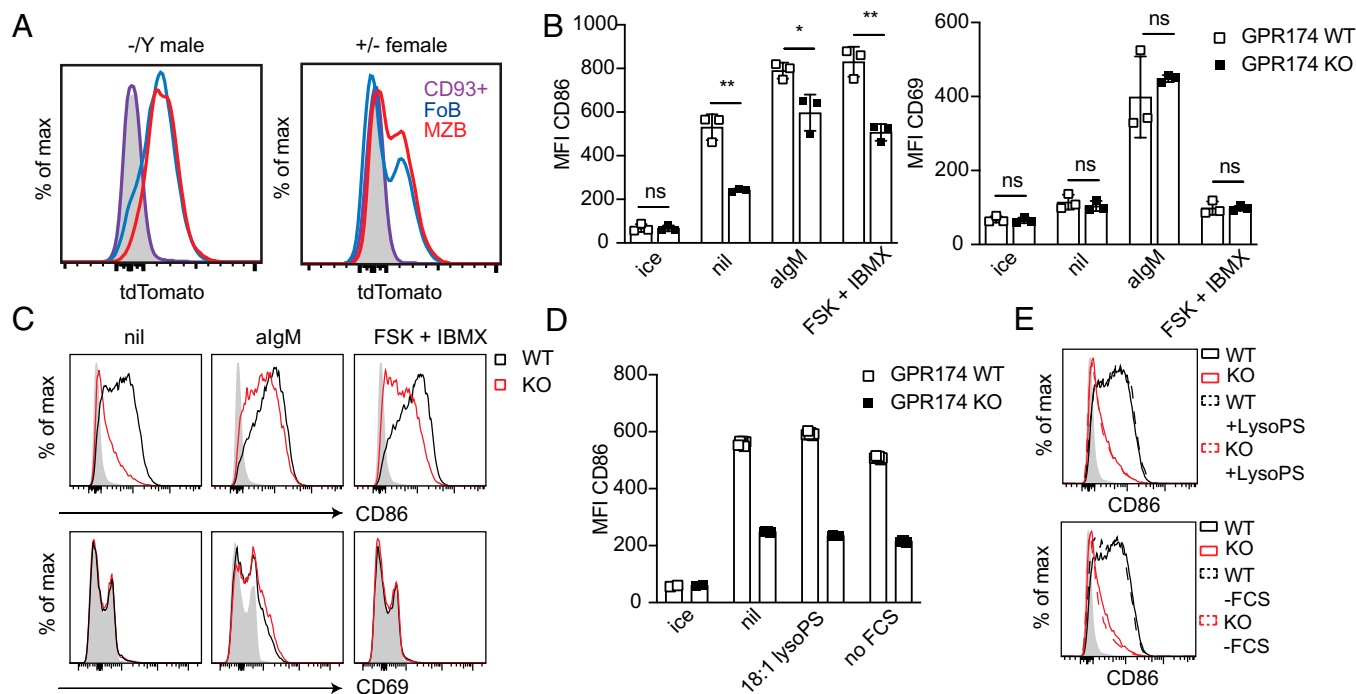 A
-/Y male
+/- female
CD93+
FoB
MZB
% of max
% of max
tdTomato
tdTomato
B
MFI CD86
1000
800
600
400
200
0
ns
**
*
**
ice
nil
aIgM
FSK + IBMX
MFI CD69
600
400
200
0
ns
ns
ns
ns
ice
nil
aIgM
FSK + IBMX
GPR174 WT
GPR174 KO
C
nil
aIgM
FSK + IBMX
WT
KO
% of max
CD86
% of max
CD69
D
MFI CD86
800
600
400
200
0
ice
nil
18:1 lysoPS
no FCS
GPR174 WT
GPR174 KO
E
% of max
CD86
WT
KO
WT
+LysoPS
KO
+LysoPS
% of max
CD86
WT
KO
WT
-FCS
KO
-FCS